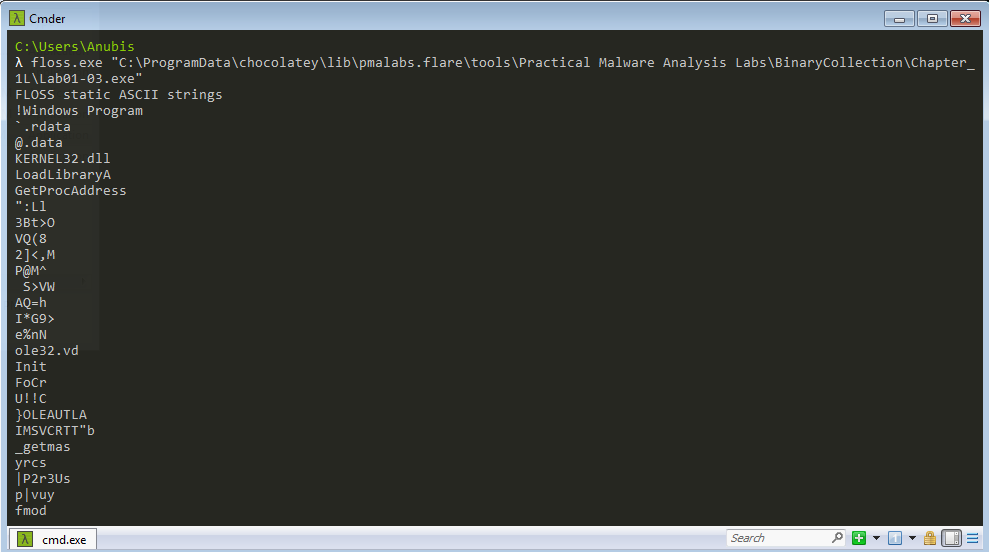 Cmder
C:\Users\Anubis
λ floss.exe "C:\ProgramData\chocolatey\lib\pmalabs.flare\tools\Practical Malware Analysis Labs\BinaryCollection\Chapter_
1L\Lab01-03.exe"
FLOSS static ASCII strings
!Windows Program
`.rdata
@.data
KERNEL32.dll
LoadLibraryA
GetProcAddress
":Ll
3Bt>O
VQ(8
2]<,M
P@M^
 S>VW
AQ=h
I*G9>
e%nN
ole32.vd
Init
FoCr
U!!C
}OLEAUTLA
IMSVCRTT"b
_getmas
yrcs
|P2r3Us
p|vuy
fmod
cmd.exe
Search